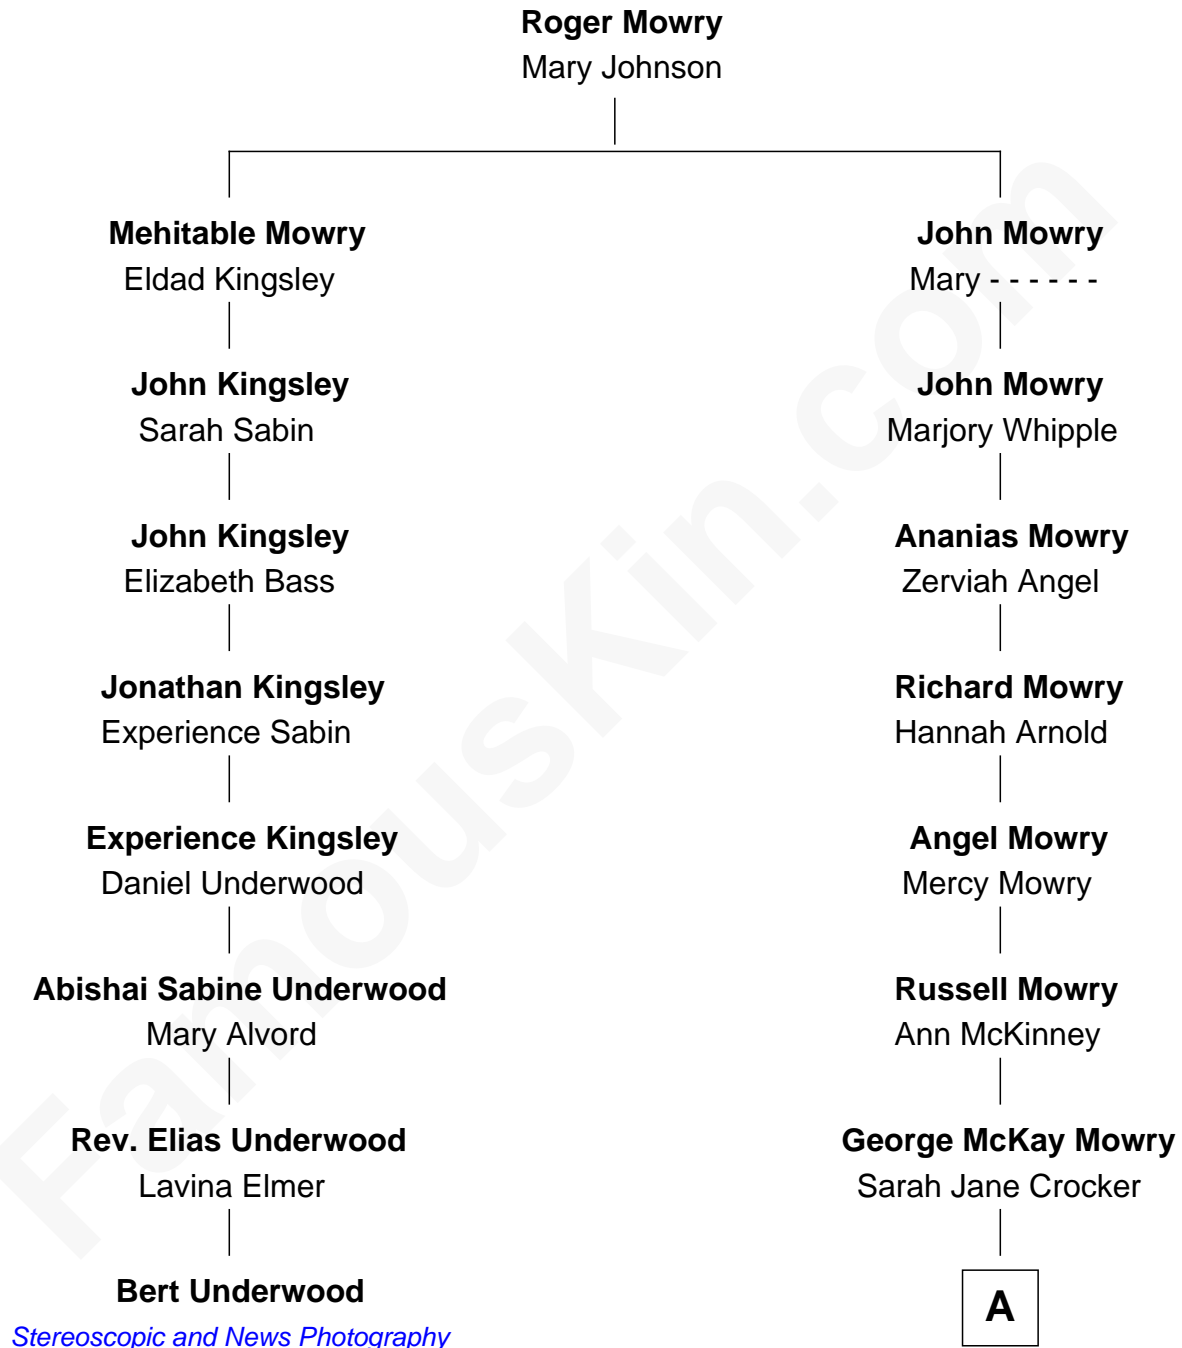 Roger Mowry
Mary Johnson
Mehitable Mowry
Eldad Kingsley
John Mowry
Mary - - - - - -
John Kingsley
Sarah Sabin
John Mowry
Marjory Whipple
John Kingsley
Elizabeth Bass
Ananias Mowry
Zerviah Angel
Jonathan Kingsley
Experience Sabin
Richard Mowry
Hannah Arnold
Experience Kingsley
Daniel Underwood
Angel Mowry
Mercy Mowry
Abishai Sabine Underwood
Mary Alvord
Russell Mowry
Ann McKinney
Rev. Elias Underwood
Lavina Elmer
George McKay Mowry
Sarah Jane Crocker
Bert Underwood
Stereoscopic and News Photography
A
FamousKin.com